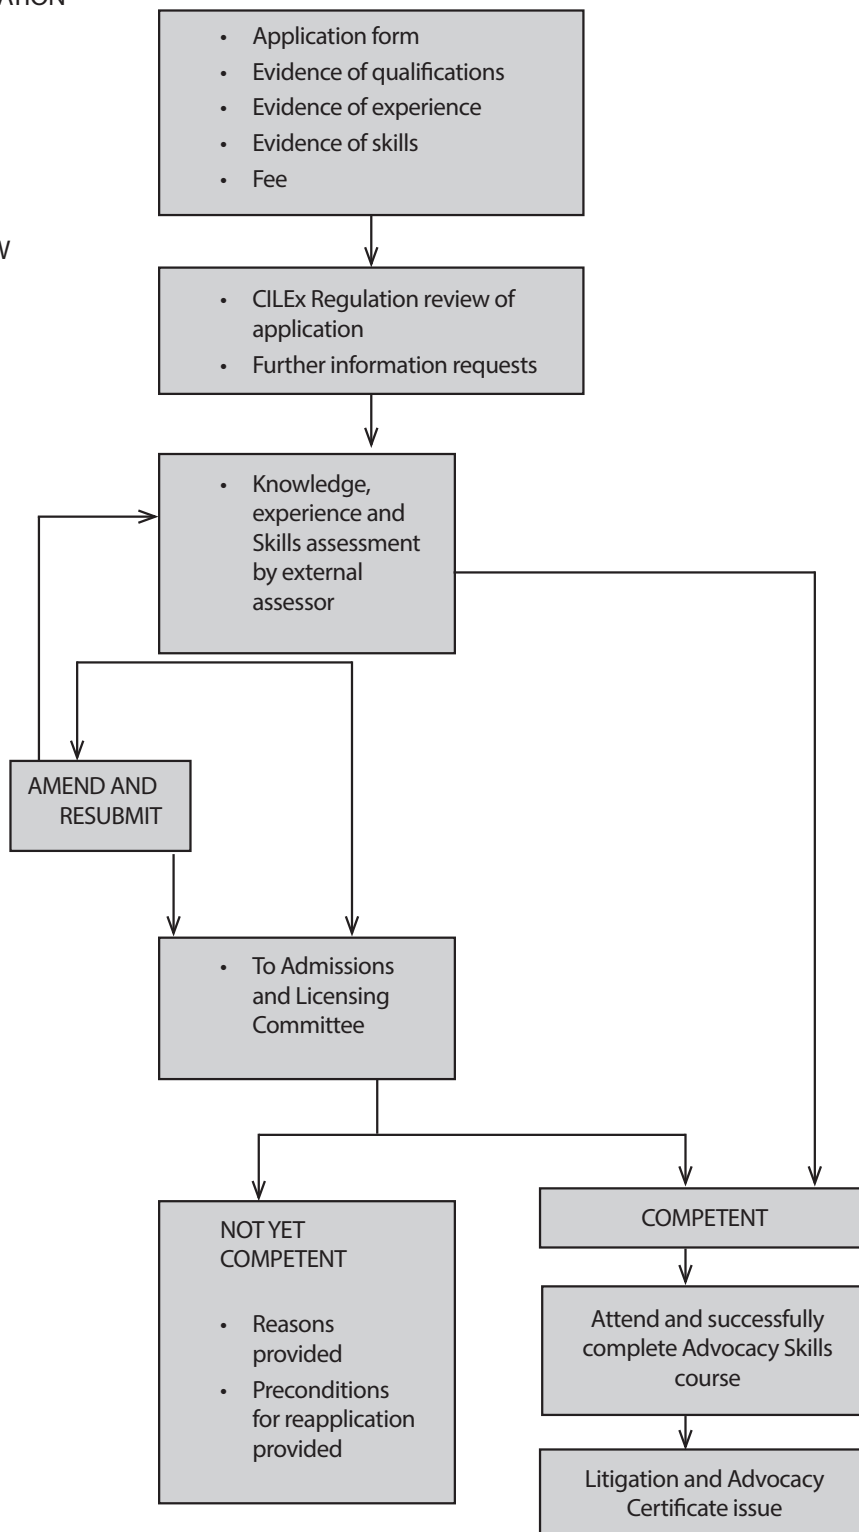 • Application form
• Evidence of qualifications
• Evidence of experience
• Evidence of skills
• Fee
• CILEx Regulation review of
application
• Further information requests
• Knowledge,
experience and
Skills assessment
by external
assessor
AMEND AND
RESUBMIT
• To Admissions
and Licensing
Committee
NOT YET
COMPETENT
• Reasons
provided
• Preconditions
for reapplication
provided
COMPETENT
Attend and successfully
complete Advocacy Skills
course
Litigation and Advocacy
Certificate issue